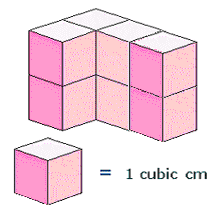 = 1 cubic cm